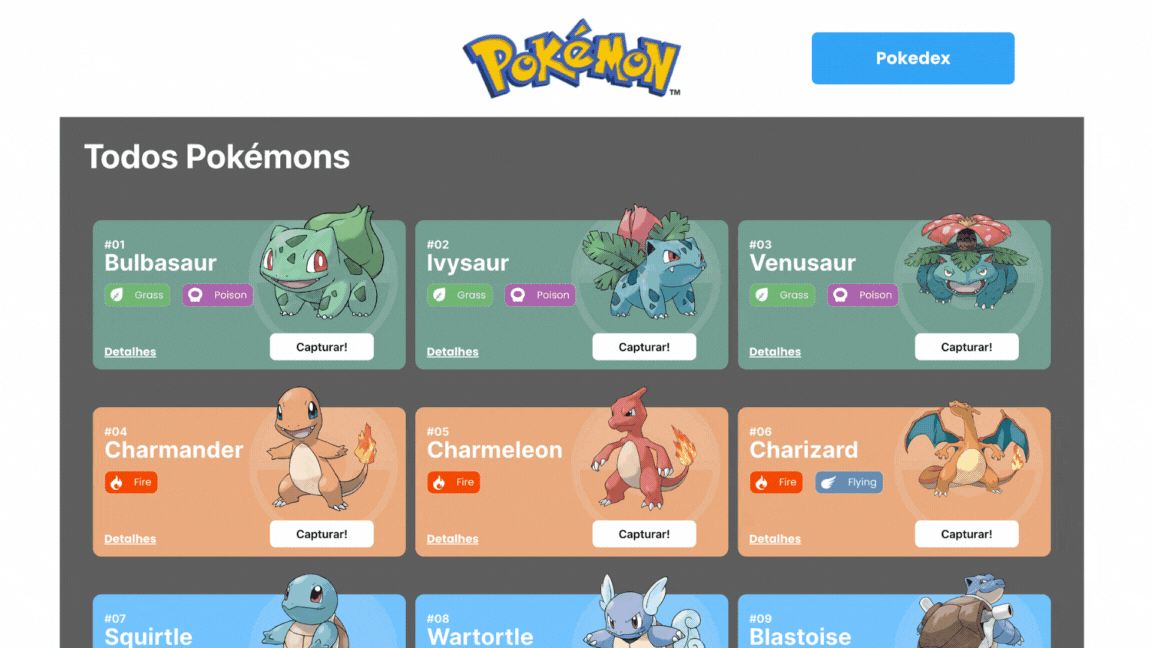 POKÉMON
TM
Pokedex
Todos Pokémons
#01
Bulbasaur
Grass Poison
Detalhes
Capturar!
#02
Ivysaur
Grass Poison
Detalhes
Capturar!
#03
Venusaur
Grass Poison
Detalhes
Capturar!
#04
Charmander
Fire
Detalhes
Capturar!
#05
Charmeleon
Fire
Detalhes
Capturar!
#06
Charizard
Fire Flying
Detalhes
Capturar!
#07
Squirtle
#08
Wartortle
#09
Blastoise